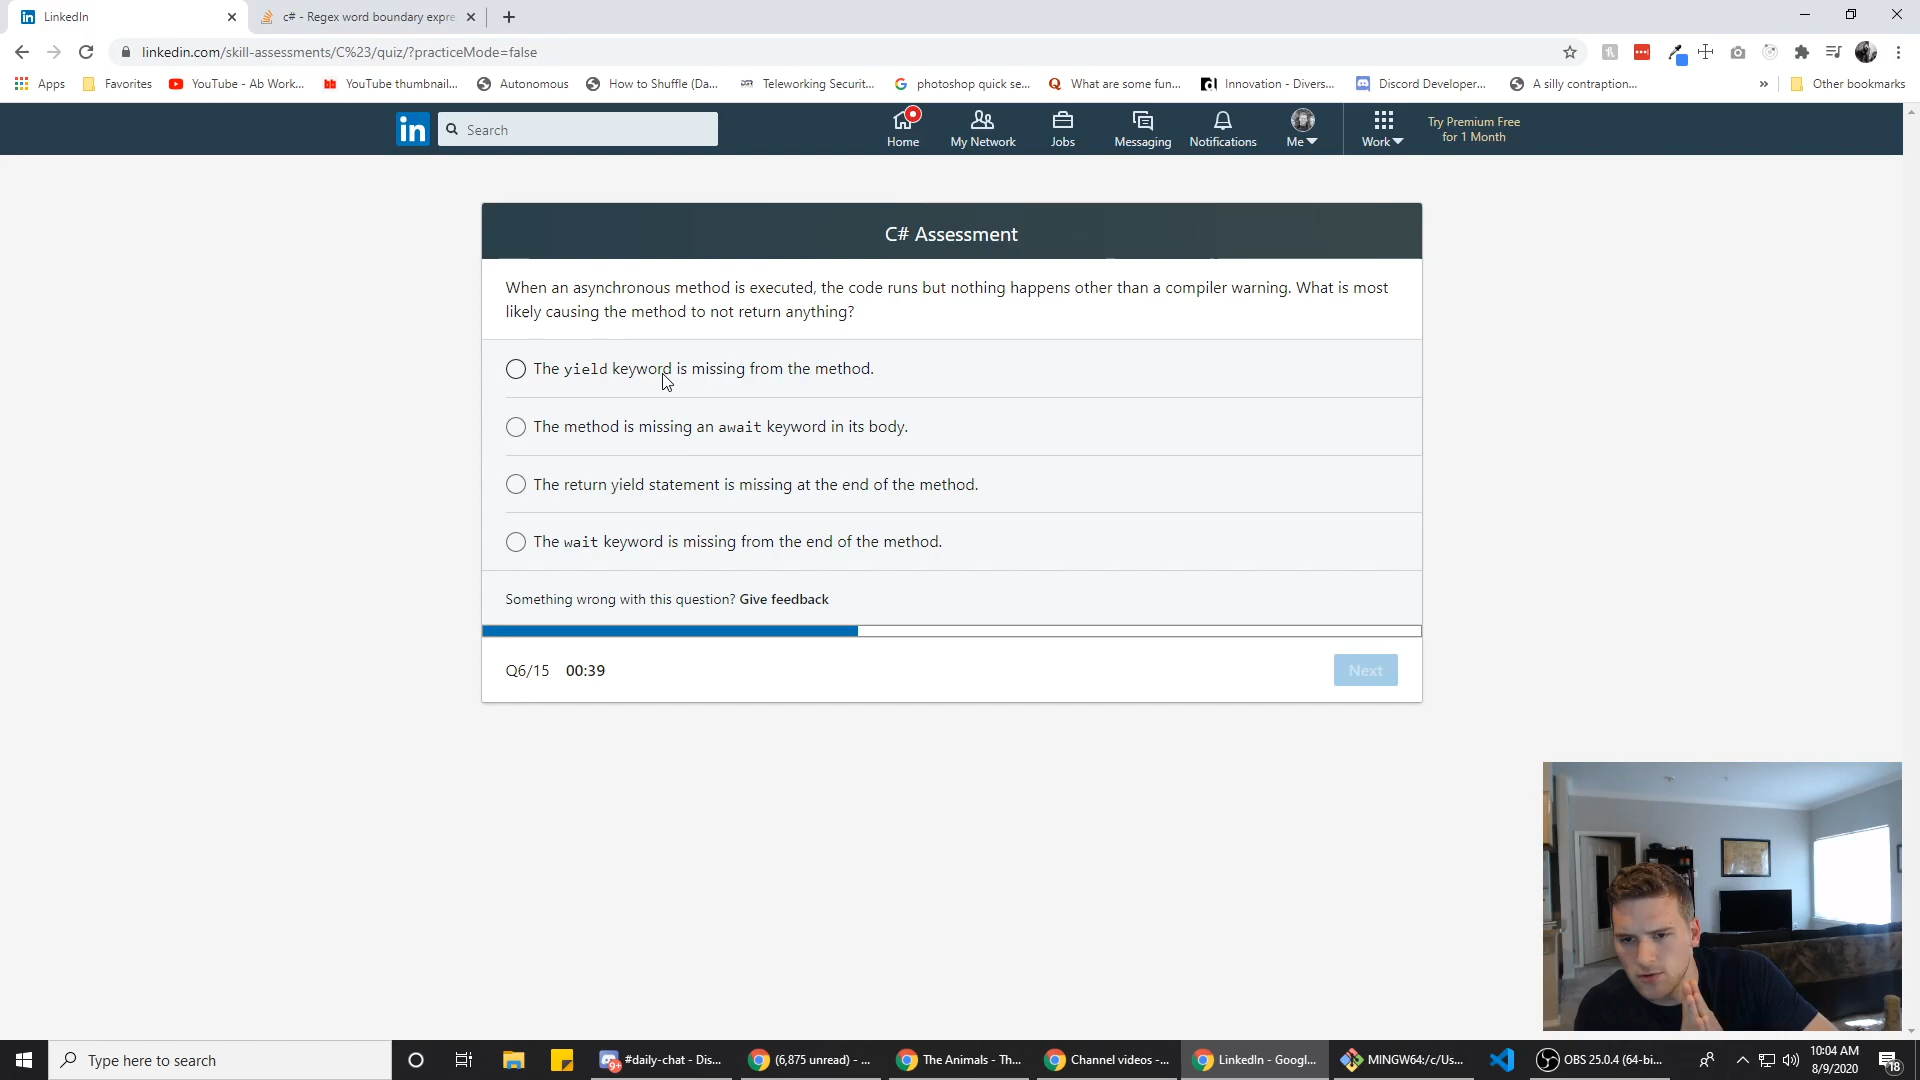 LinkedIn
c# - Regex word boundary expre
linkedin.com/skill-assessments/C%23/quiz/?practiceMode=false
Apps
Favorites
YouTube - Ab Work...
YouTube thumbnail...
Autonomous
How to Shuffle (Da...
Teleworking Securit...
photoshop quick se...
What are some fun...
Innovation - Divers...
Discord Developer...
A silly contraption...
»
Other bookmarks
in
Search
Home
My Network
Jobs
Messaging
Notifications
Me
Work
Try Premium Free
for 1 Month
C# Assessment
When an asynchronous method is executed, the code runs but nothing happens other than a compiler warning. What is most
likely causing the method to not return anything?
The yield keyword is missing from the method.
The method is missing an await keyword in its body.
The return yield statement is missing at the end of the method.
The wait keyword is missing from the end of the method.
Something wrong with this question? Give feedback
Q6/15 00:39
Next
Type here to search
#daily-chat - Dis...
(6,875 unread) - ...
The Animals - Th...
Channel videos -...
LinkedIn - Googl...
MINGW64:/c/Us...
OBS 25.0.4 (64-bi...
10:04 AM
8/9/2020
18